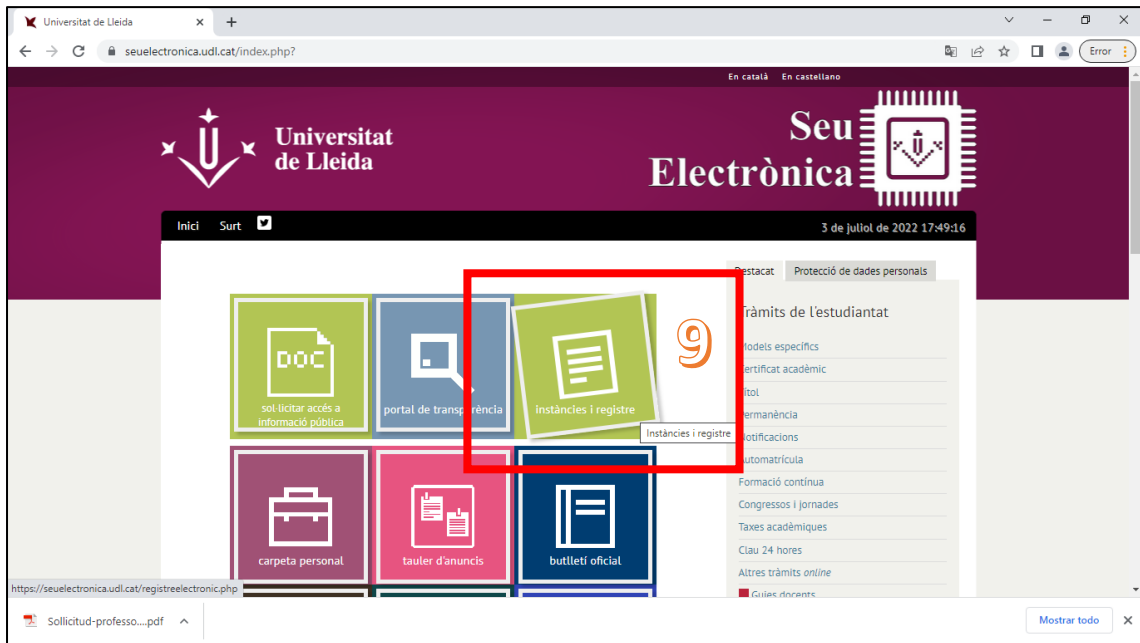 Universitat de Lleida
seuelectronica.udl.cat/index.php?
Error
En català En castellano
Universitat
de Lleida
Seu
Electrònica
Inici Surt
3 de juliol de 2022 17:49:16
Destacat Protecció de dades personals
DOC
sol·licitar accés a
informació pública
portal de transparència
instàncies i registre
9
Instàncies i registre
carpeta personal
tauler d'anuncis
butlletí oficial
Tràmits de l'estudiantat
Models específics
Certificat acadèmic
Títol
Permanència
Notificacions
Automatrícula
Formació contínua
Congressos i jornades
Taxes acadèmiques
Clau 24 hores
Altres tràmits online
Guies docents
https://seuelectronica.udl.cat/registreelectronic.php
Sollicitud-professo....pdf
Mostrar todo